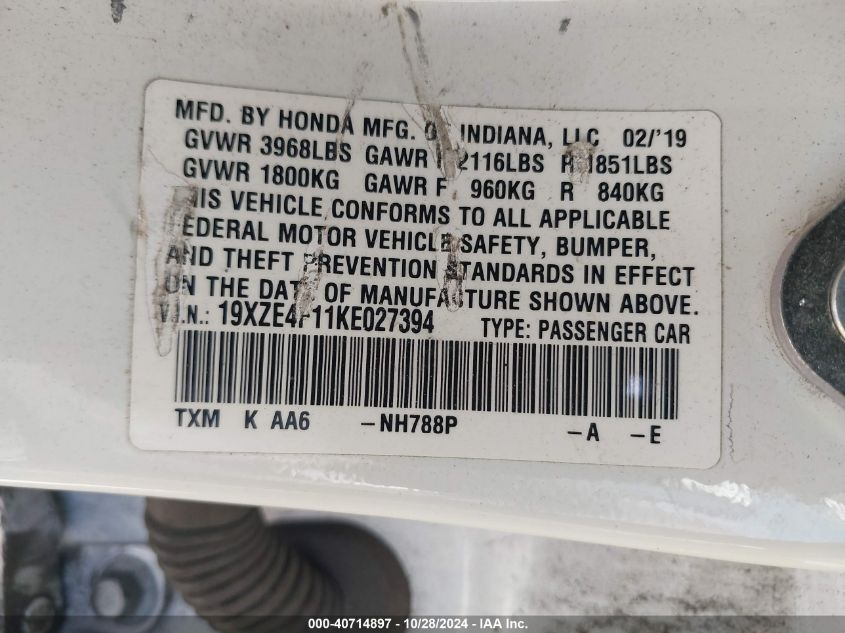 MFD. BY HONDA MFG. OF INDIANA, LLC 02/'19
GVWR 3968LBS GAWR F 2116LBS R 1851LBS
GVWR 1800KG GAWR F 960KG R 840KG
THIS VEHICLE CONFORMS TO ALL APPLICABLE
FEDERAL MOTOR VEHICLE SAFETY, BUMPER,
AND THEFT PREVENTION STANDARDS IN EFFECT
ON THE DATE OF MANUFACTURE SHOWN ABOVE.
V.I.N.: 19XZE4F11KE027394 TYPE: PASSENGER CAR
TXM K AA6 -NH788P -A -E
000-40714897 | 10/28/2024 | IAA Inc.